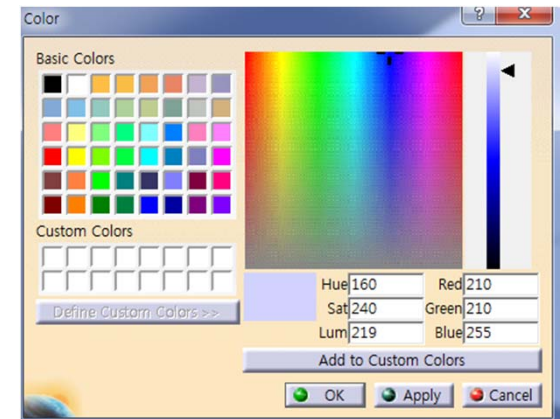 Color
Basic Colors
Custom Colors
Define Custom Colors >>
Hue 160 Red 210
Sat 240 Green 210
Lum 219 Blue 255
Add to Custom Colors
OK Apply Cancel